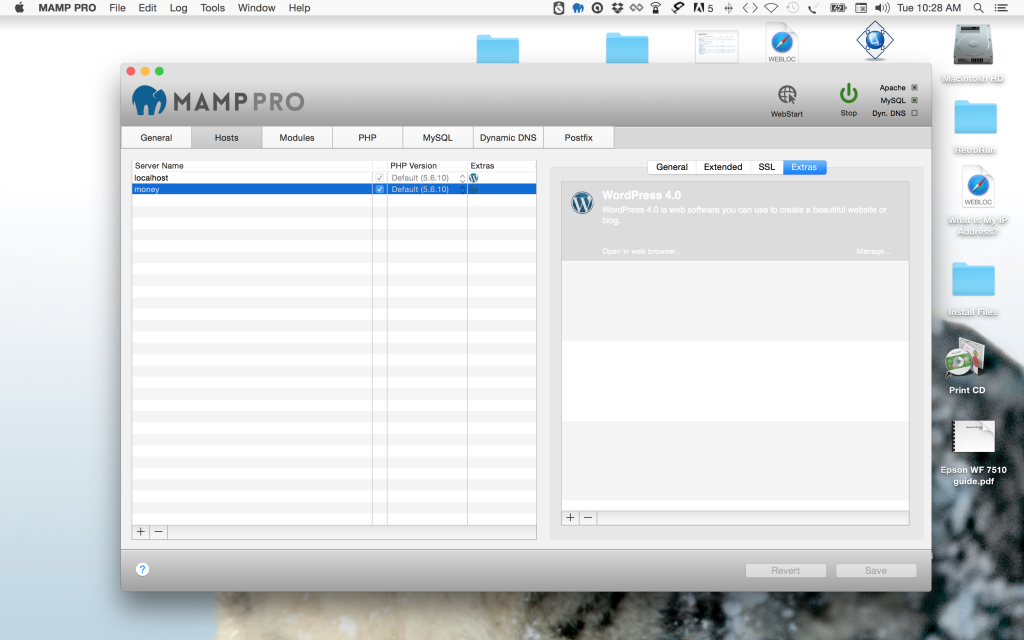 MAMP PRO File Edit Log Tools Window Help
5
Tue 10:28 AM
WEBLOC
Macintosh HD
MAMP PRO
WebStart
Stop
Apache
MySQL
Dyn. DNS
General Hosts Modules PHP MySQL Dynamic DNS Postfix
Server Name PHP Version Extras
localhost Default (5.6.10)
money Default (5.6.10)
General Extended SSL Extras
WordPress 4.0
WordPress 4.0 is web software you can use to create a beautiful website or
blog.
Open in web browser... Manage...
RetroRun
WEBLOC
What Is My IP
Address?
Install Files
Print CD
Epson WF 7510
guide.pdf
+ −
+ −
?
Revert Save